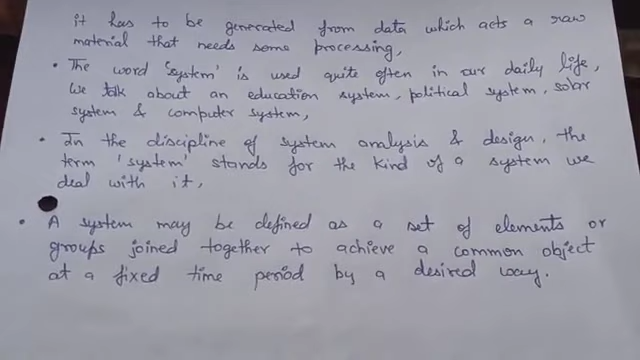 it has to be generated from data which acts a raw
material that needs some processing,
• The word 'system' is used quite often in our daily life,
We talk about an education system, political system, solar
system & computer system,
• In the discipline of system analysis & design, the
term 'system' stands for the kind of a system we
deal with it,
• A system may be defined as a set of elements or
groups joined together to achieve a common object
at a fixed time period by a desired way.